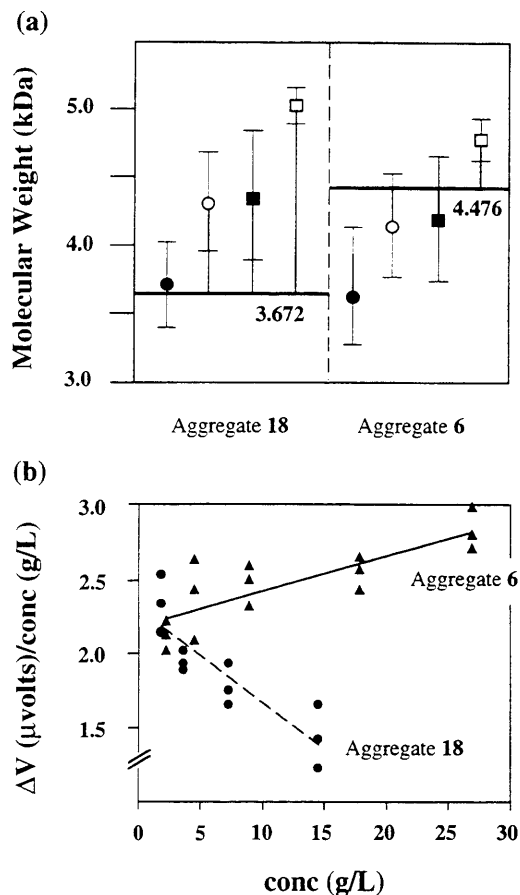 (a)
Molecular Weight (kDa)
5.0
4.0
3.0
3.672
4.476
Aggregate 18
Aggregate 6
(b)
ΔV (μvolts)/conc (g/L)
3.0
2.5
2.0
1.5
Aggregate 6
Aggregate 18
0
5
10
15
20
25
30
conc (g/L)